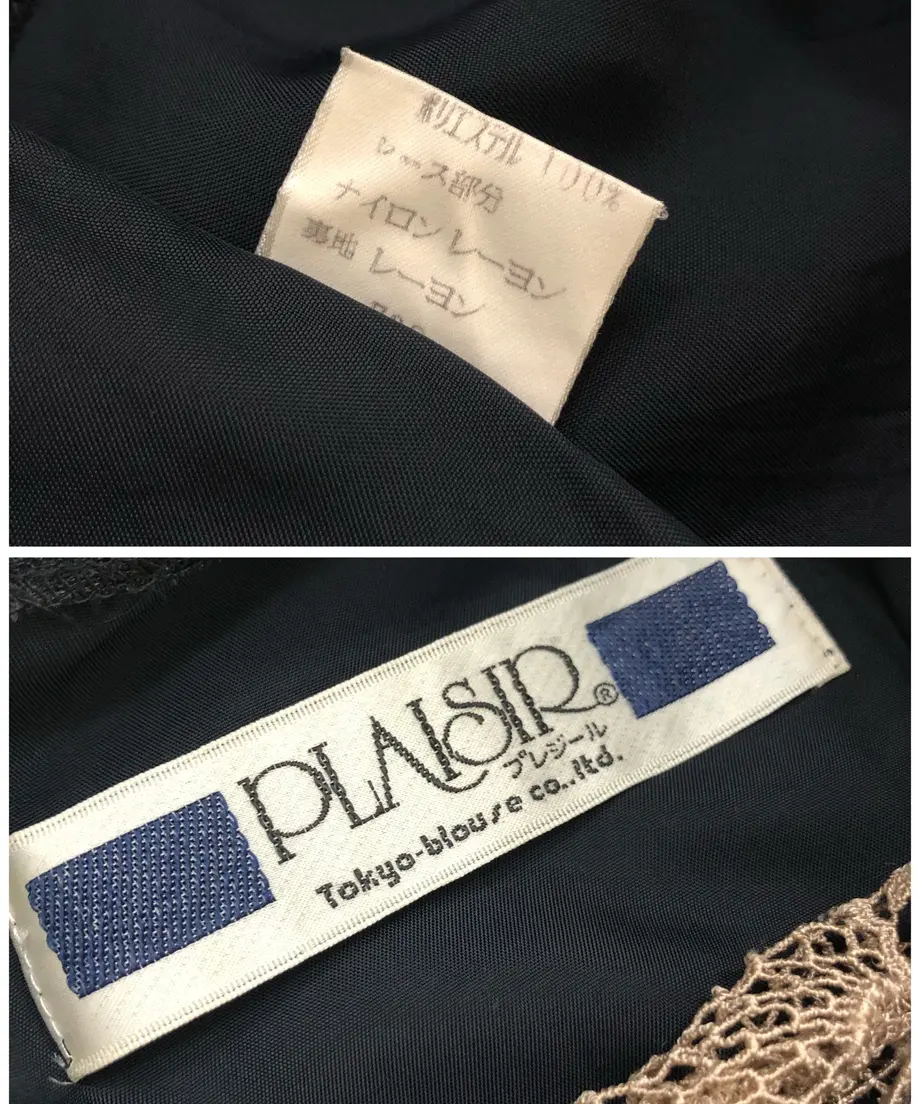 ポリエステル 100%
レース部分
ナイロン レーヨン
裏地 レーヨン
PLAISIR®
プレジール
Tokyo-blouse co.,ltd.